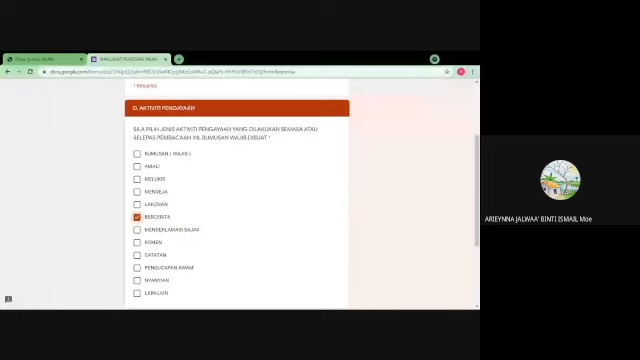 * Required
D. AKTIVITI PENGAYAAN
SILA PILIH JENIS AKTIVITI PENGAYAAN YANG DILAKUKAN SEMASA ATAU
SELEPAS PEMBACAAN INI. RUMUSAN WAJIB DIBUAT *
RUMUSAN ( WAJIB )
AMALI
MELUKIS
MENGEJA
LAKONAN
BERCERITA
MENDEKLAMASI SAJAK
KOMEN
CATATAN
PENGUCAPAN AWAM
NYANYIAN
LAIN-LAIN
ARIEYNNA JALWAA' BINTI ISMAIL Moe